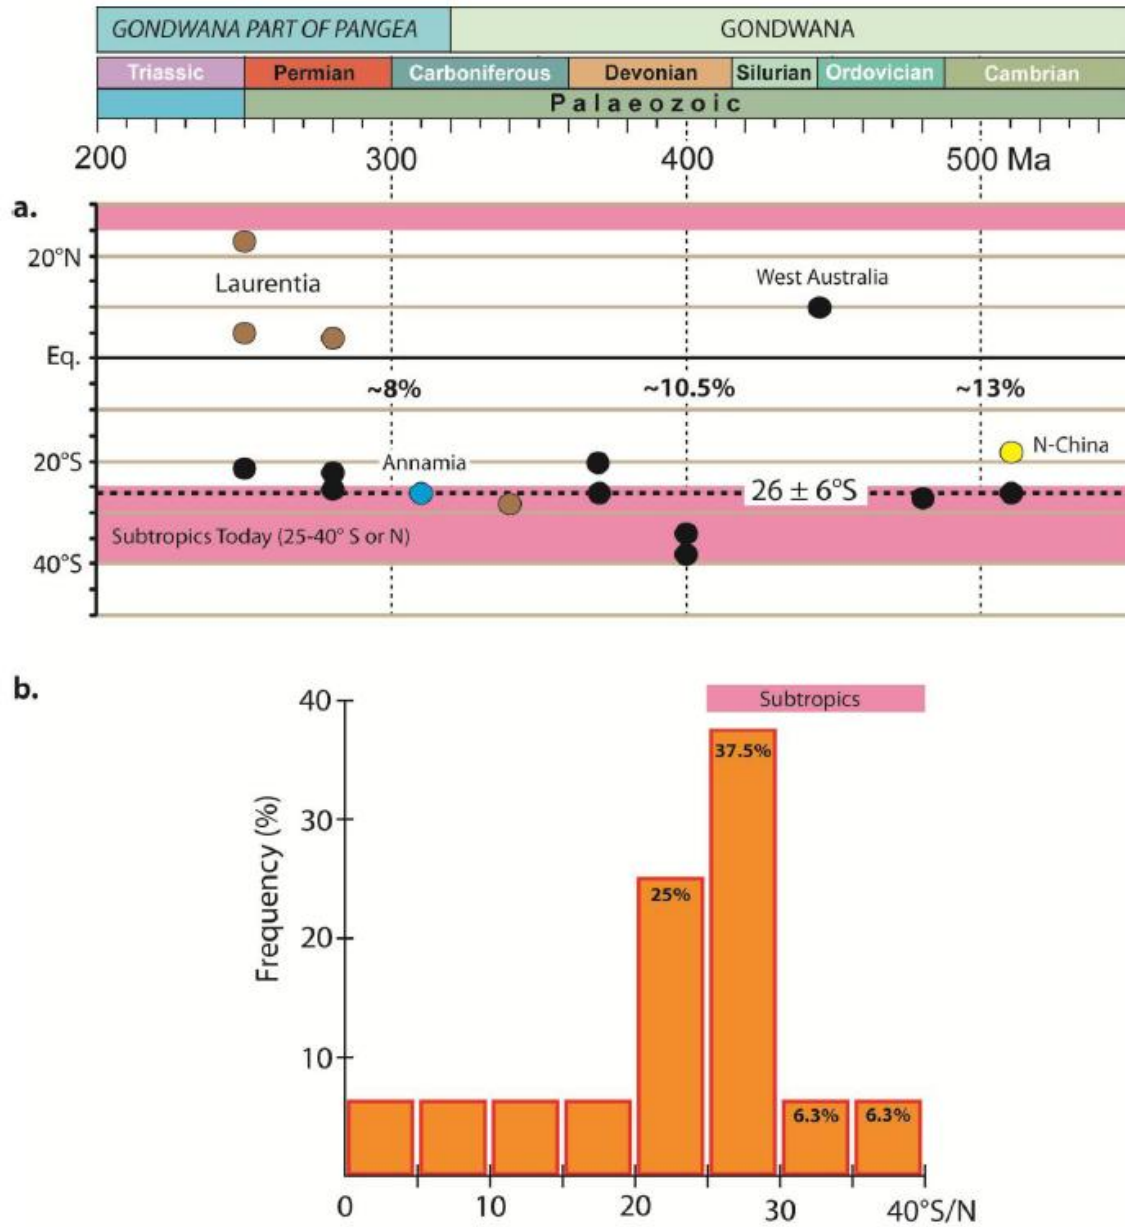 GONDWANA PART OF PANGEA GONDWANA
Triassic Permian Carboniferous Devonian Silurian Ordovician Cambrian
Palaeozoic
200 300 400 500 Ma
a.
20°N
Laurentia
West Australia
Eq.
~8% ~10.5% ~13%
20°S
Annamia
N-China
26 ± 6°S
Subtropics Today (25-40° S or N)
40°S
b.
Subtropics
40
37.5%
30
25%
20
10
6.3% 6.3%
Frequency (%)
0 10 20 30 40°S/N